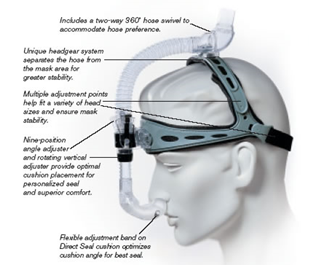 Includes a two-way 360° hose swivel to
accommodate hose preference.
Unique headgear system
separates the hose from
the mask area for
greater stability.
Multiple adjustment points
help fit a variety of head
sizes and ensure mask
stability.
Nine-position
angle adjuster
and rotating vertical
adjuster provide optimal
cushion placement for
personalized seal
and superior comfort.
Flexible adjustment band on
Direct Seal cushion optimizes
cushion angle for best seal.